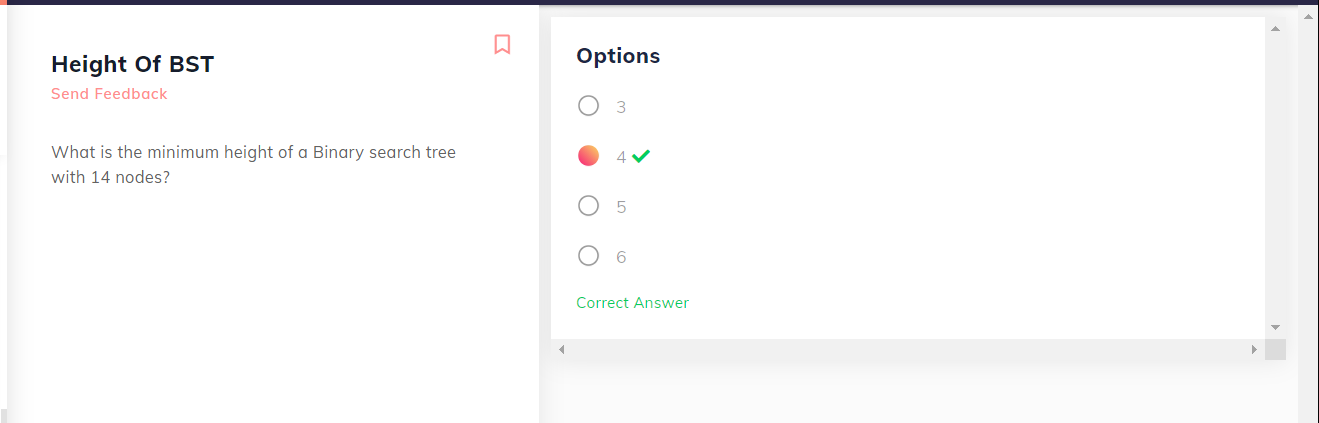 Height Of BST
Send Feedback
What is the minimum height of a Binary search tree
with 14 nodes?
Options
3
4
5
6
Correct Answer